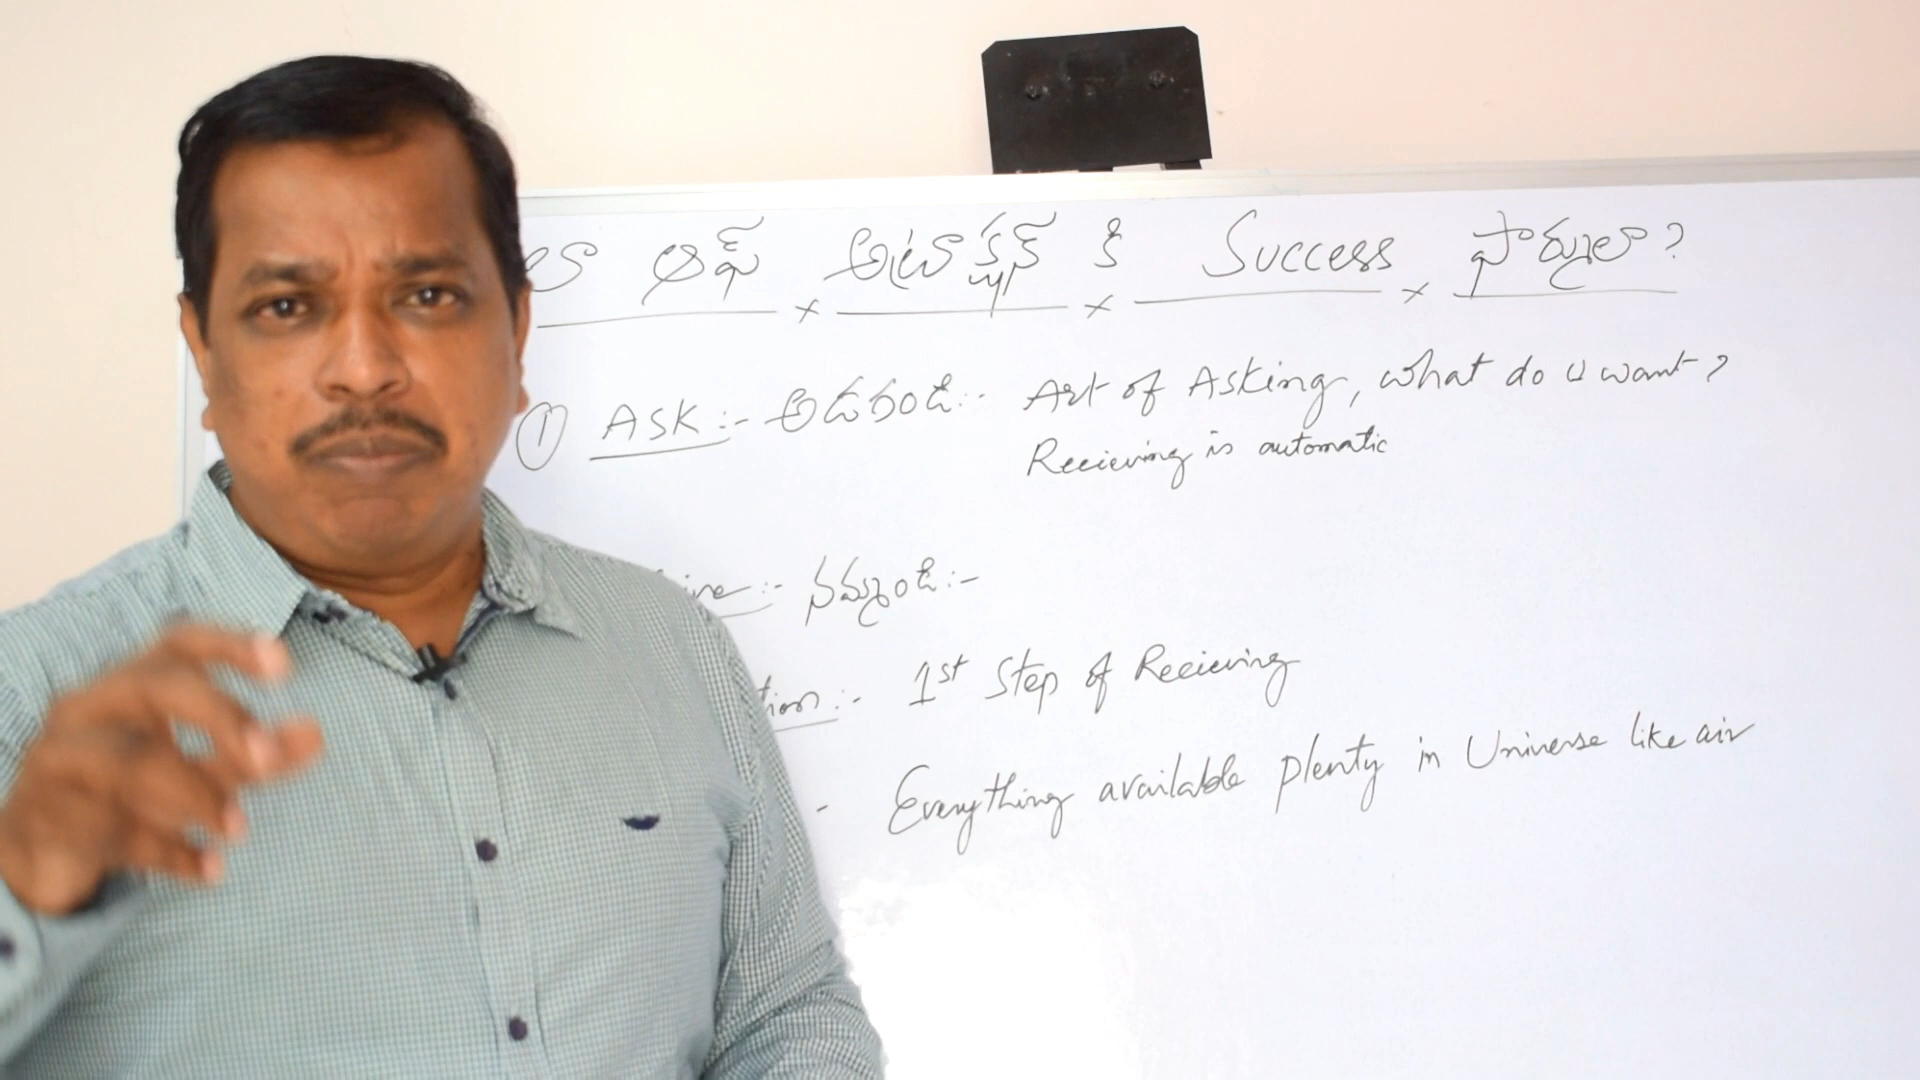 లా ఆఫ్ అట్రాక్షన్ కి Success ఫార్ములా?
① ASK:- అడగండి:- Art of Asking, what do u want?
Recieving is automatic
నమ్మండి:-
1st Step of Recieving
- Everything available plenty in Universe like air